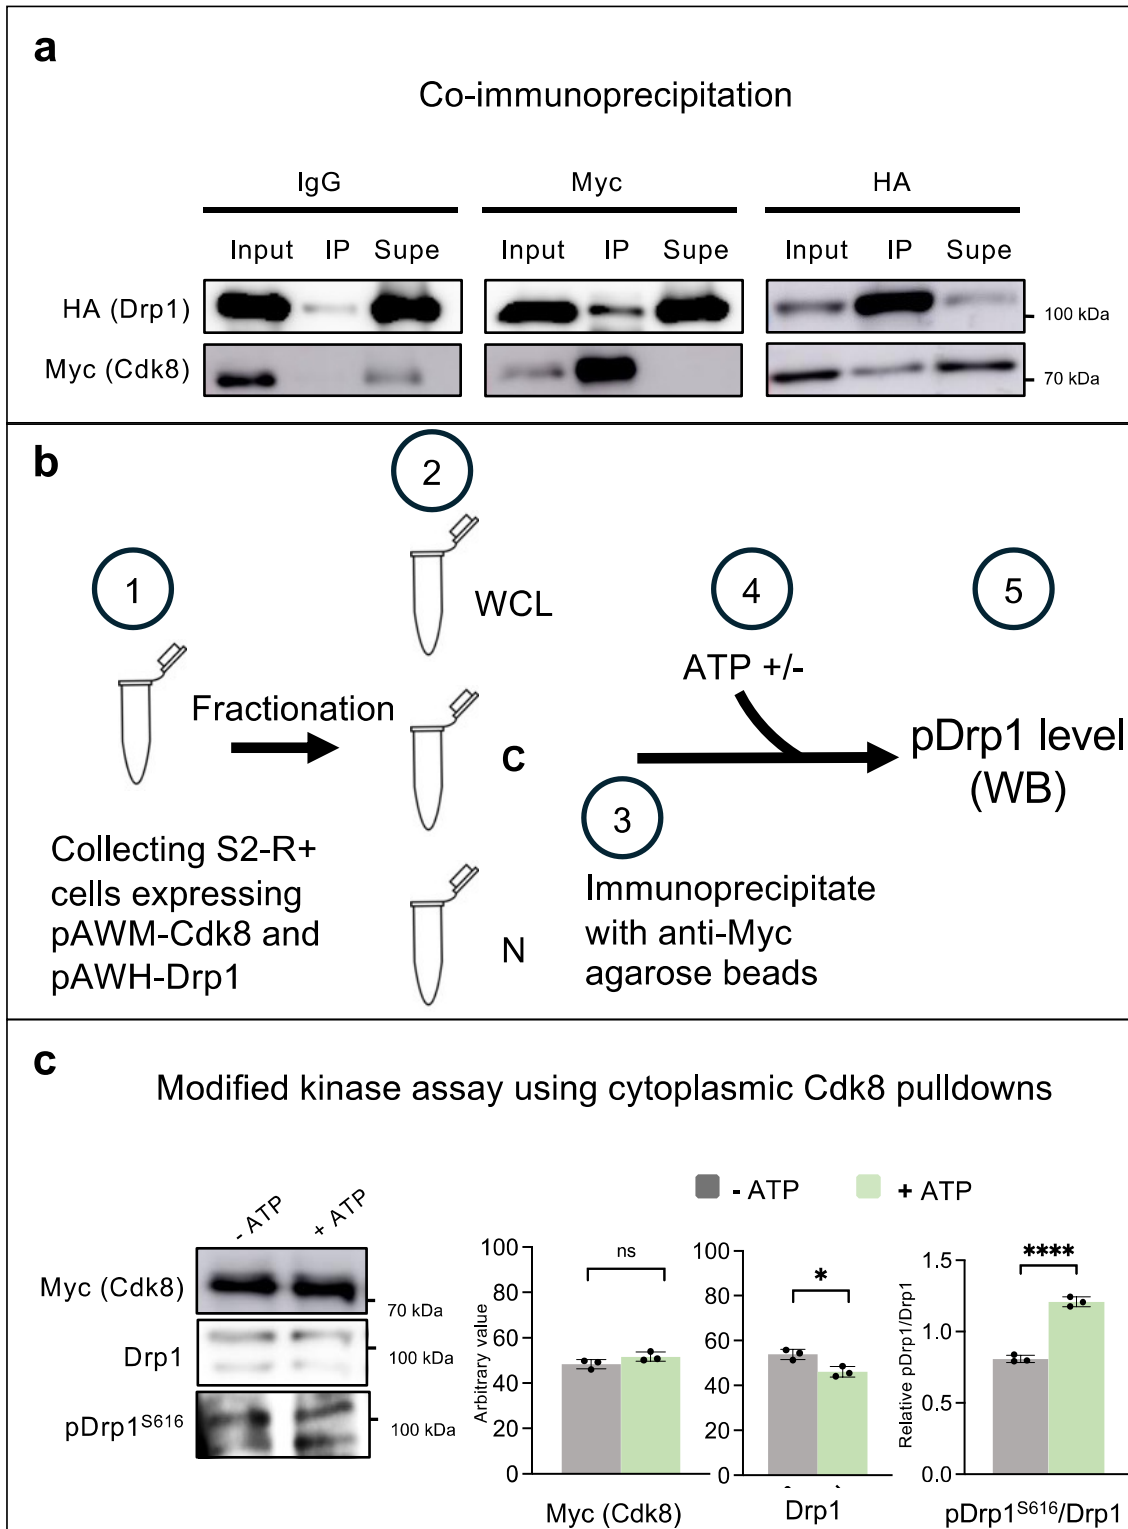 a
Co-immunoprecipitation
IgG Myc HA
Input IP Supe Input IP Supe Input IP Supe
HA (Drp1)
100 kDa
Myc (Cdk8)
70 kDa
b
1
2
WCL
Fractionation
C
N
Collecting S2-R+
cells expressing
pAWM-Cdk8 and
pAWH-Drp1
3
Immunoprecipitate
with anti-Myc
agarose beads
4
ATP +/-
5
pDrp1 level
(WB)
c
Modified kinase assay using cytoplasmic Cdk8 pulldowns
- ATP + ATP
Myc (Cdk8)
70 kDa
Drp1
100 kDa
pDrp1S616
100 kDa
- ATP + ATP
Arbitrary value
100
80
60
40
20
0
ns
Myc (Cdk8)
100
80
60
40
20
0
*
Drp1
Relative pDrp1/Drp1
1.5
1.0
0.5
0.0
****
pDrp1S616/Drp1